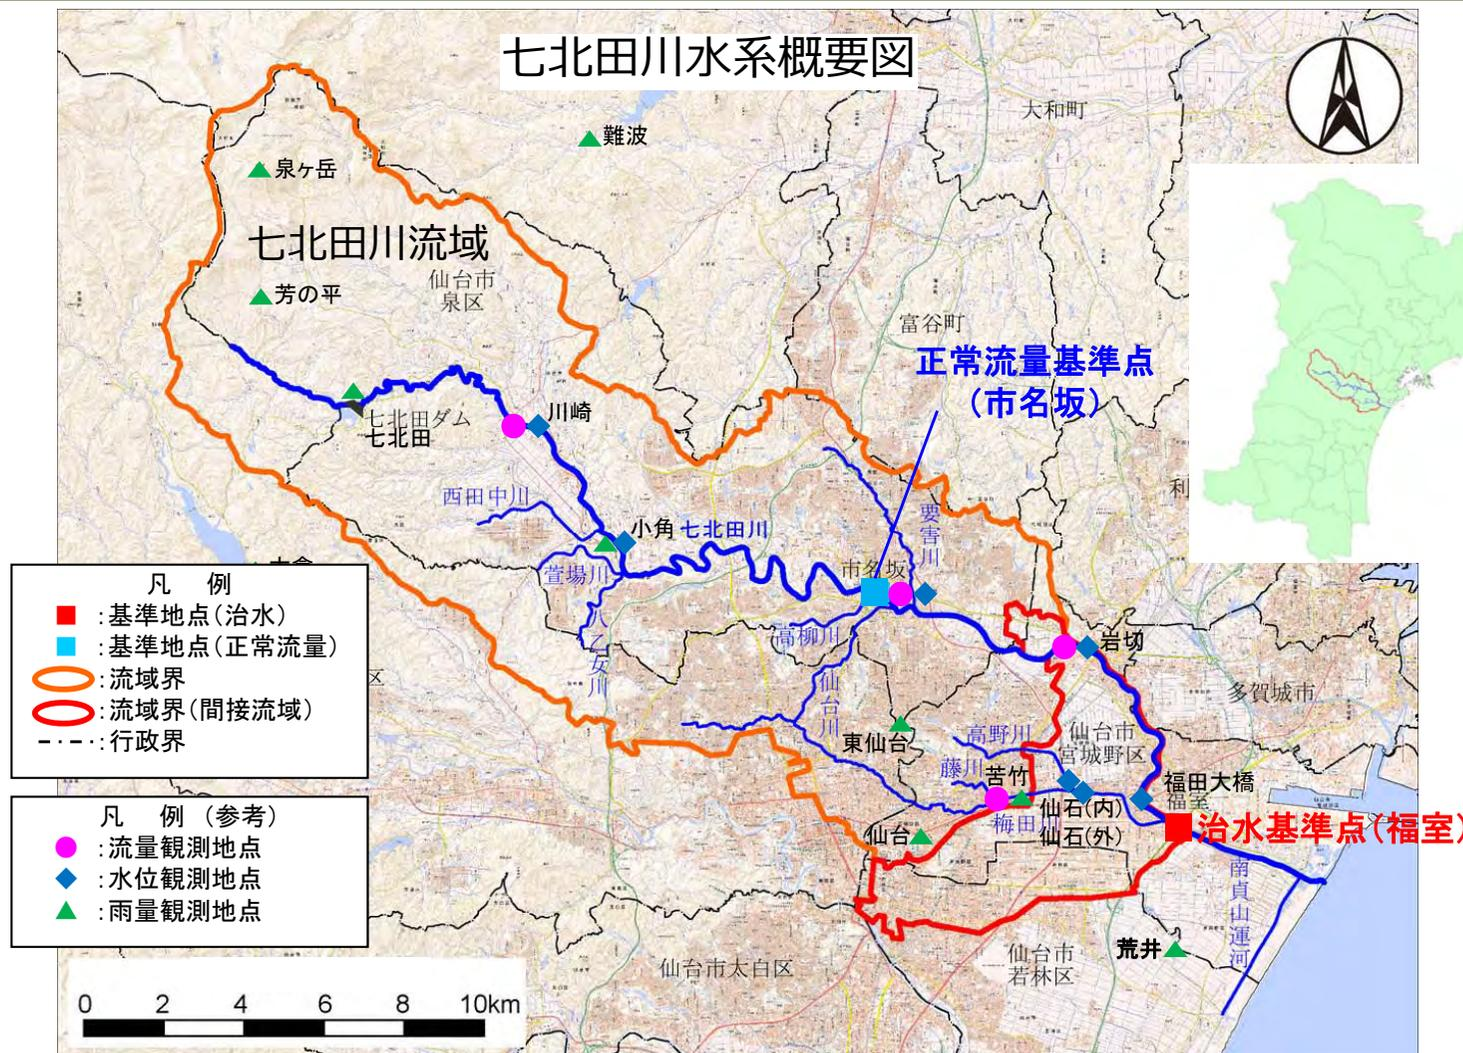 七北田川水系概要図
N
大和町
難波
泉ヶ岳
七北田川流域
仙台市
泉区
芳の平
富谷町
正常流量基準点
（市名坂）
七北田ダム
七北田
川崎
西田中川
利
要害川
小角
七北田川
萱場川
市名坂
八乙女川
高柳川
岩切
仙台川
多賀城市
東仙台
高野川
仙台市
宮城野区
藤川
苦竹
福田大橋
福室
仙石(内)
梅田川
仙石(外)
治水基準点（福室）
仙台
南貞山運河
荒井
仙台市
若林区
仙台市太白区
区
凡　例
：基準地点（治水）
：基準地点（正常流量）
：流域界
：流域界（間接流域）
：行政界
凡　例（参考）
：流量観測地点
：水位観測地点
：雨量観測地点
0 2 4 6 8 10km